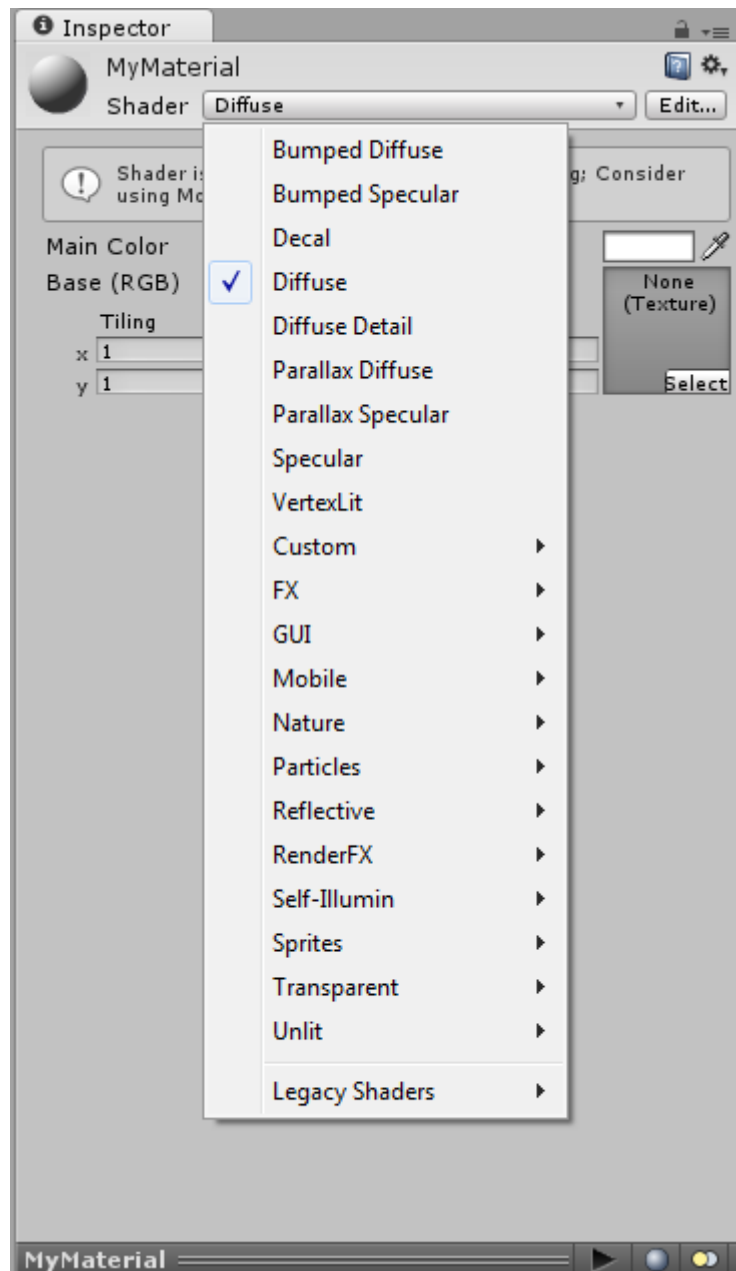 Inspector
MyMaterial
Shader Diffuse Edit...
Bumped Diffuse
Shader is g; Consider
using Mo
Bumped Specular
Decal
Main Color
Base (RGB)
Diffuse
None
(Texture)
Tiling
Diffuse Detail
x 1
Parallax Diffuse
y 1
Select
Parallax Specular
Specular
VertexLit
Custom
FX
GUI
Mobile
Nature
Particles
Reflective
RenderFX
Self-Illumin
Sprites
Transparent
Unlit
Legacy Shaders
MyMaterial